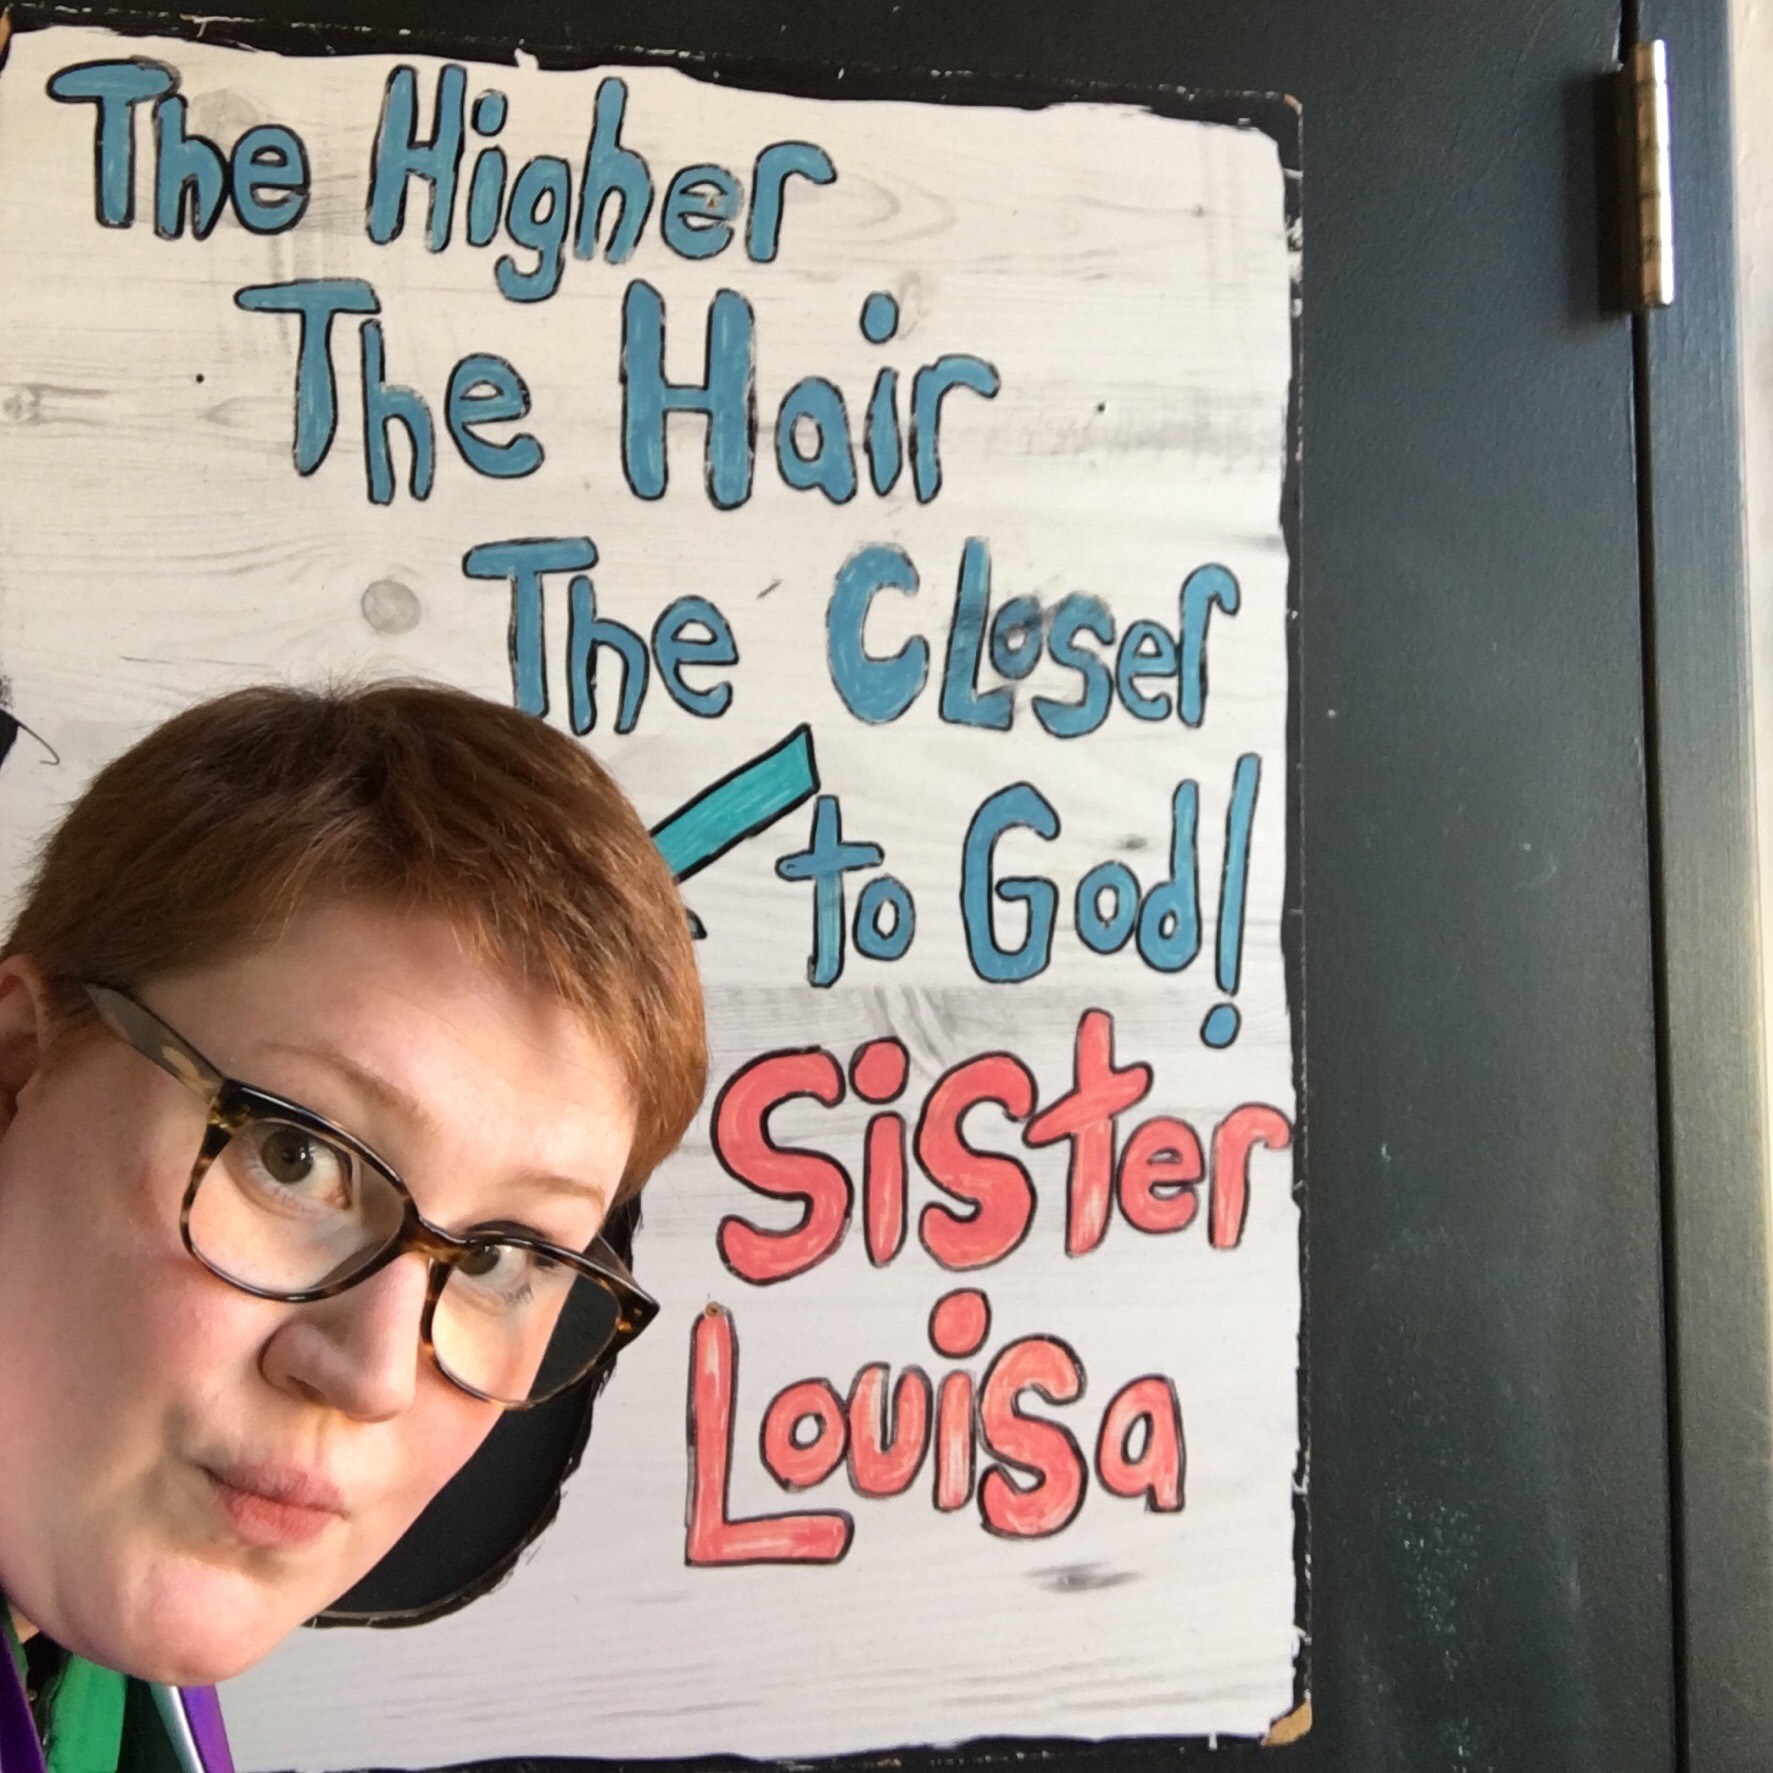 The Higher
The Hair
The Closer
to God!
Sister
Louisa